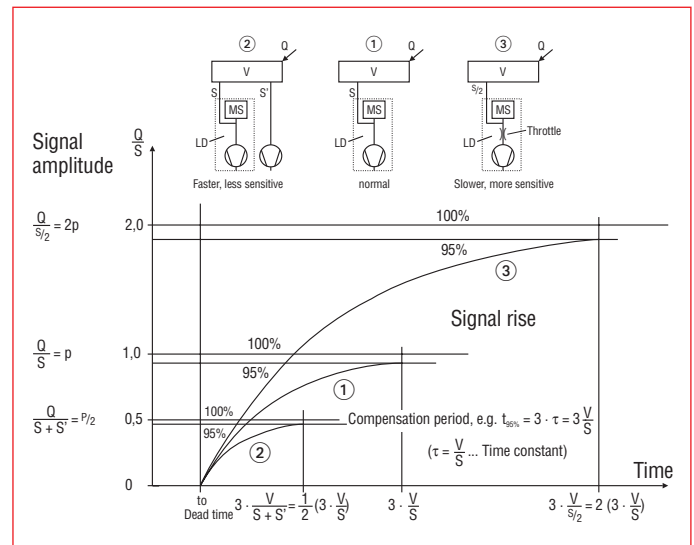 ② Q ① Q ③ Q
V V V
S S' S S/2
MS MS MS
LD LD LD Throttle
Faster, less sensitive normal Slower, more sensitive
Signal
amplitude
Q/S
Q/S/2 = 2p 2,0 100%
95%
③
Signal rise
Q/S = p 1,0 100%
95%
①
Q/S + S' = P/2 0,5 100%
95%
②
Compensation period, e.g. t95% = 3 · τ = 3 V/S
(τ = V/S ... Time constant)
0 Time
to
Dead time
3 · V/S + S' = 1/2 (3 · V/S) 3 · V/S 3 · V/S/2 = 2 (3 · V/S)